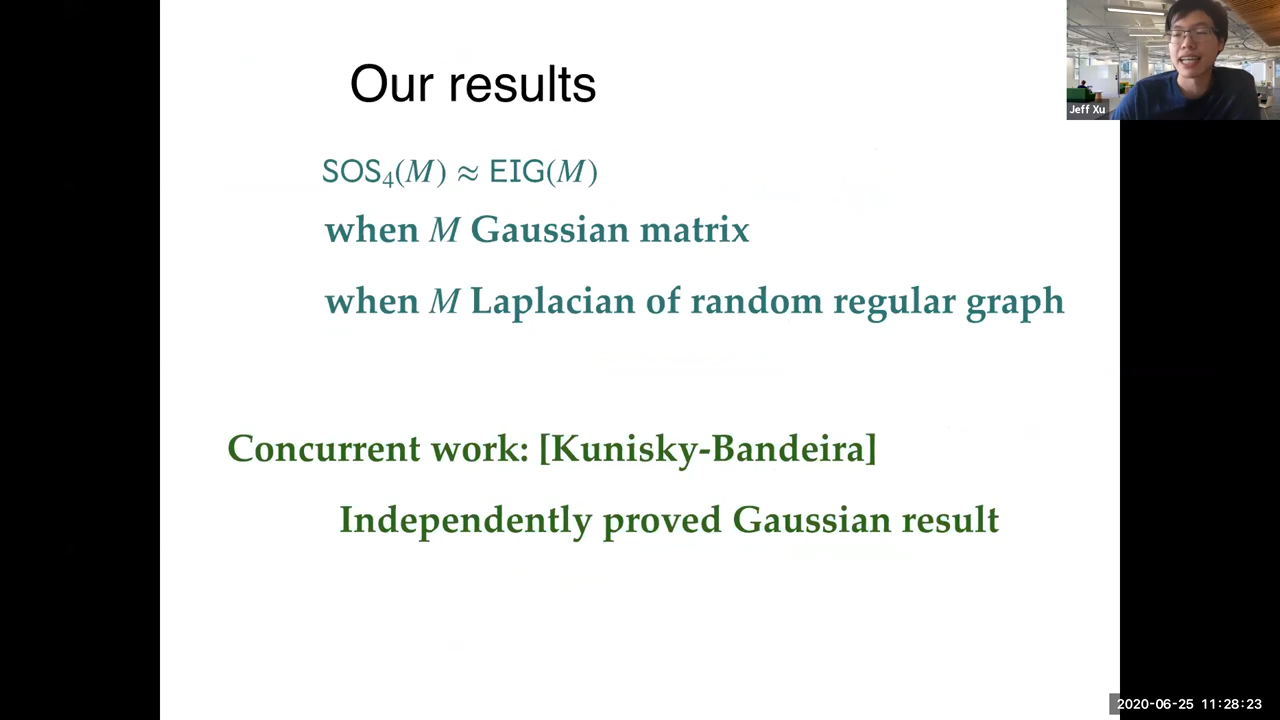 Our results
SOS₄(M) ≈ EIG(M)
when M Gaussian matrix
when M Laplacian of random regular graph
Concurrent work: [Kunisky-Bandeira]
Independently proved Gaussian result
Jeff Xu
2020-06-25 11:28:23